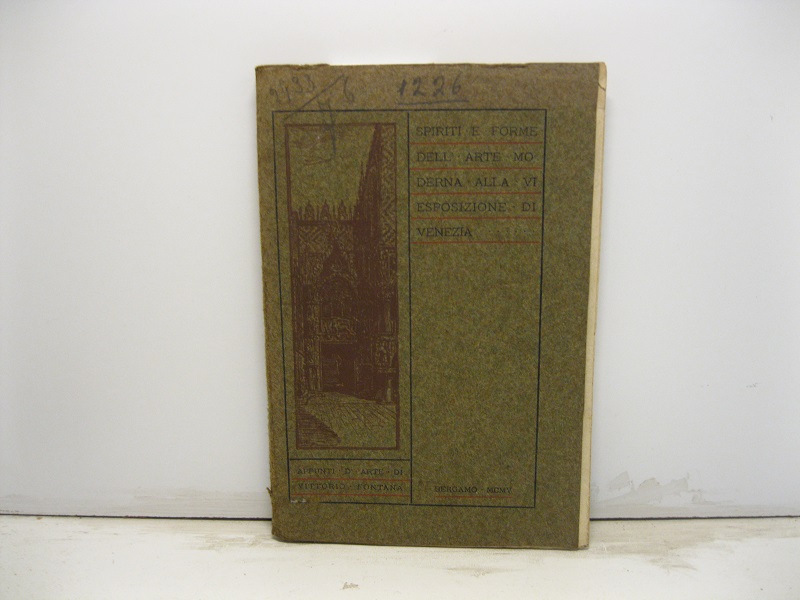 1226
SPIRITI E FORME
DELL' ARTE MO
DERNA ALLA VI
ESPOSIZIONE DI
VENEZIA
APPUNTI D' ARTE DI
VITTORIO FONTANA
BERGAMO MCMV